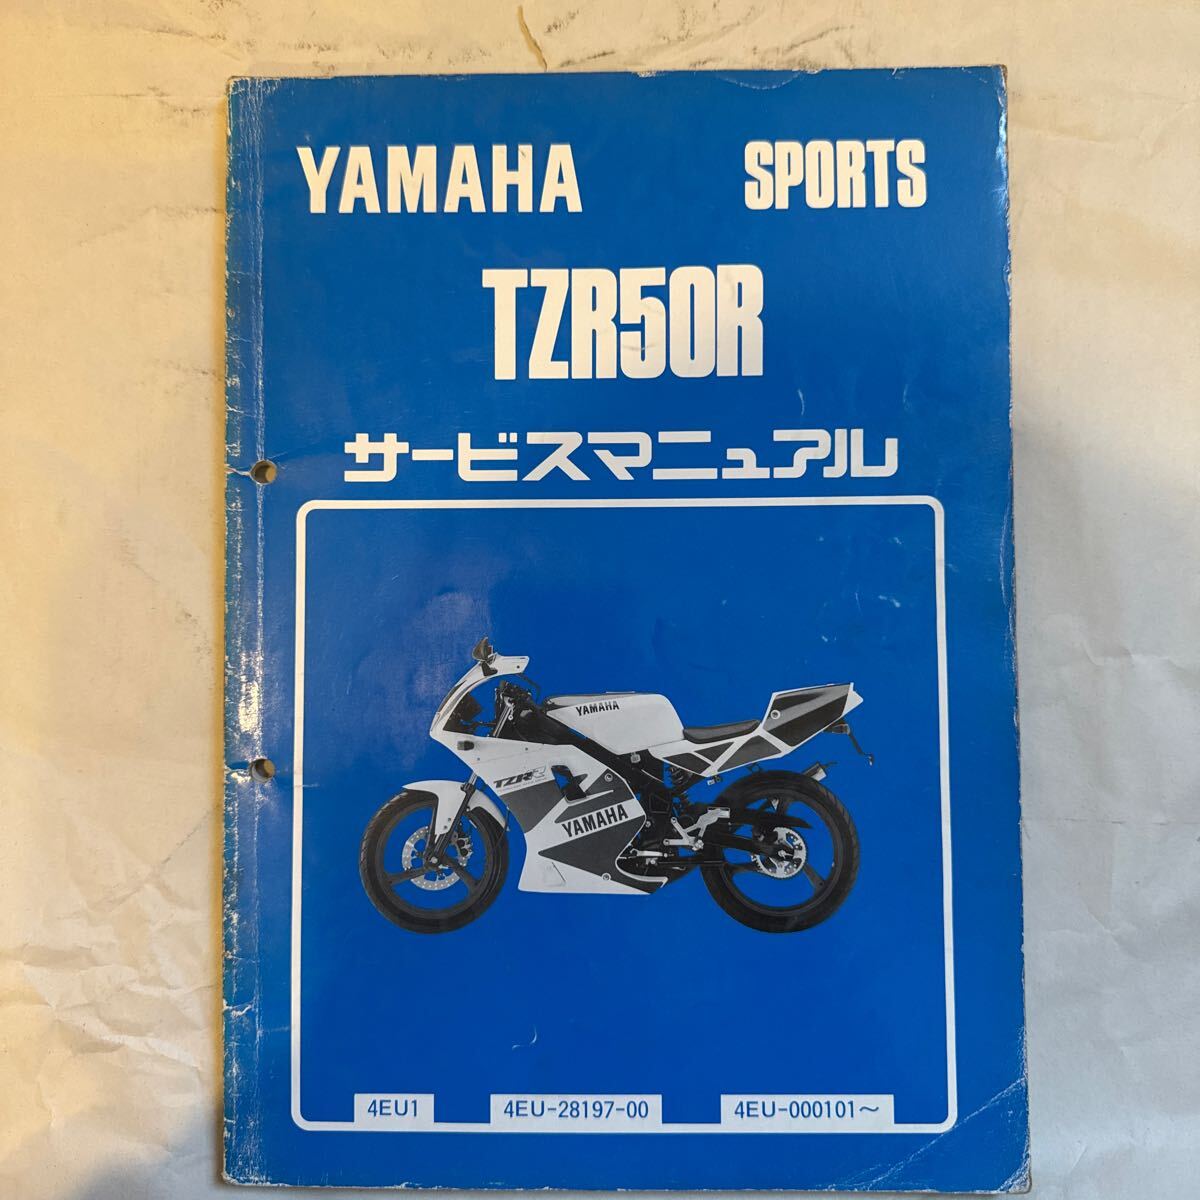 YAMAHA SPORTS
TZR50R
サービスマニュアル
YAMAHA
TZRR
YAMAHA
4EU1 4EU-28197-00 4EU-000101～